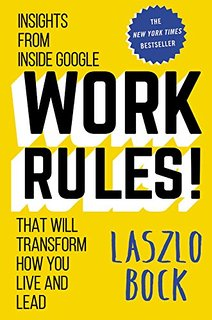 INSIGHTS
FROM
INSIDE GOOGLE
THE
NEW YORK TIMES
BESTSELLER
WORK
RULES!
THAT WILL
TRANSFORM
HOW YOU
LIVE AND
LEAD
LASZLO
BOCK